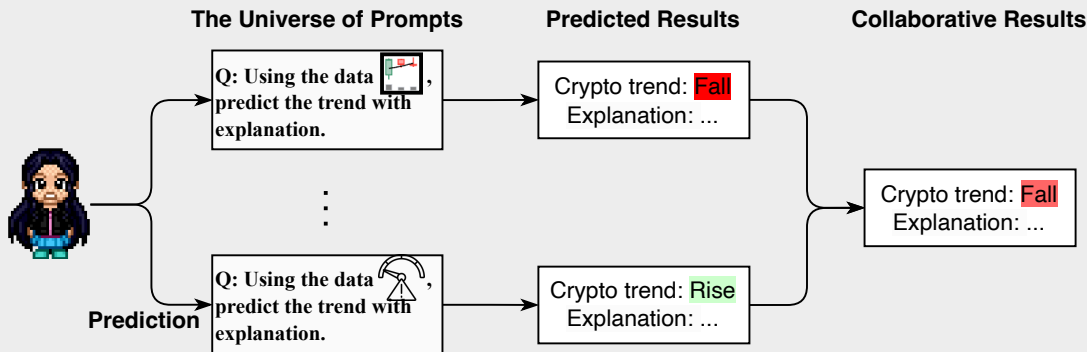 The Universe of Prompts
Predicted Results
Collaborative Results
Q: Using the data ,
predict the trend with
explanation.
Crypto trend: Fall
Explanation: ...
Crypto trend: Fall
Explanation: ...
Prediction
Q: Using the data ,
predict the trend with
explanation.
Crypto trend: Rise
Explanation: ...